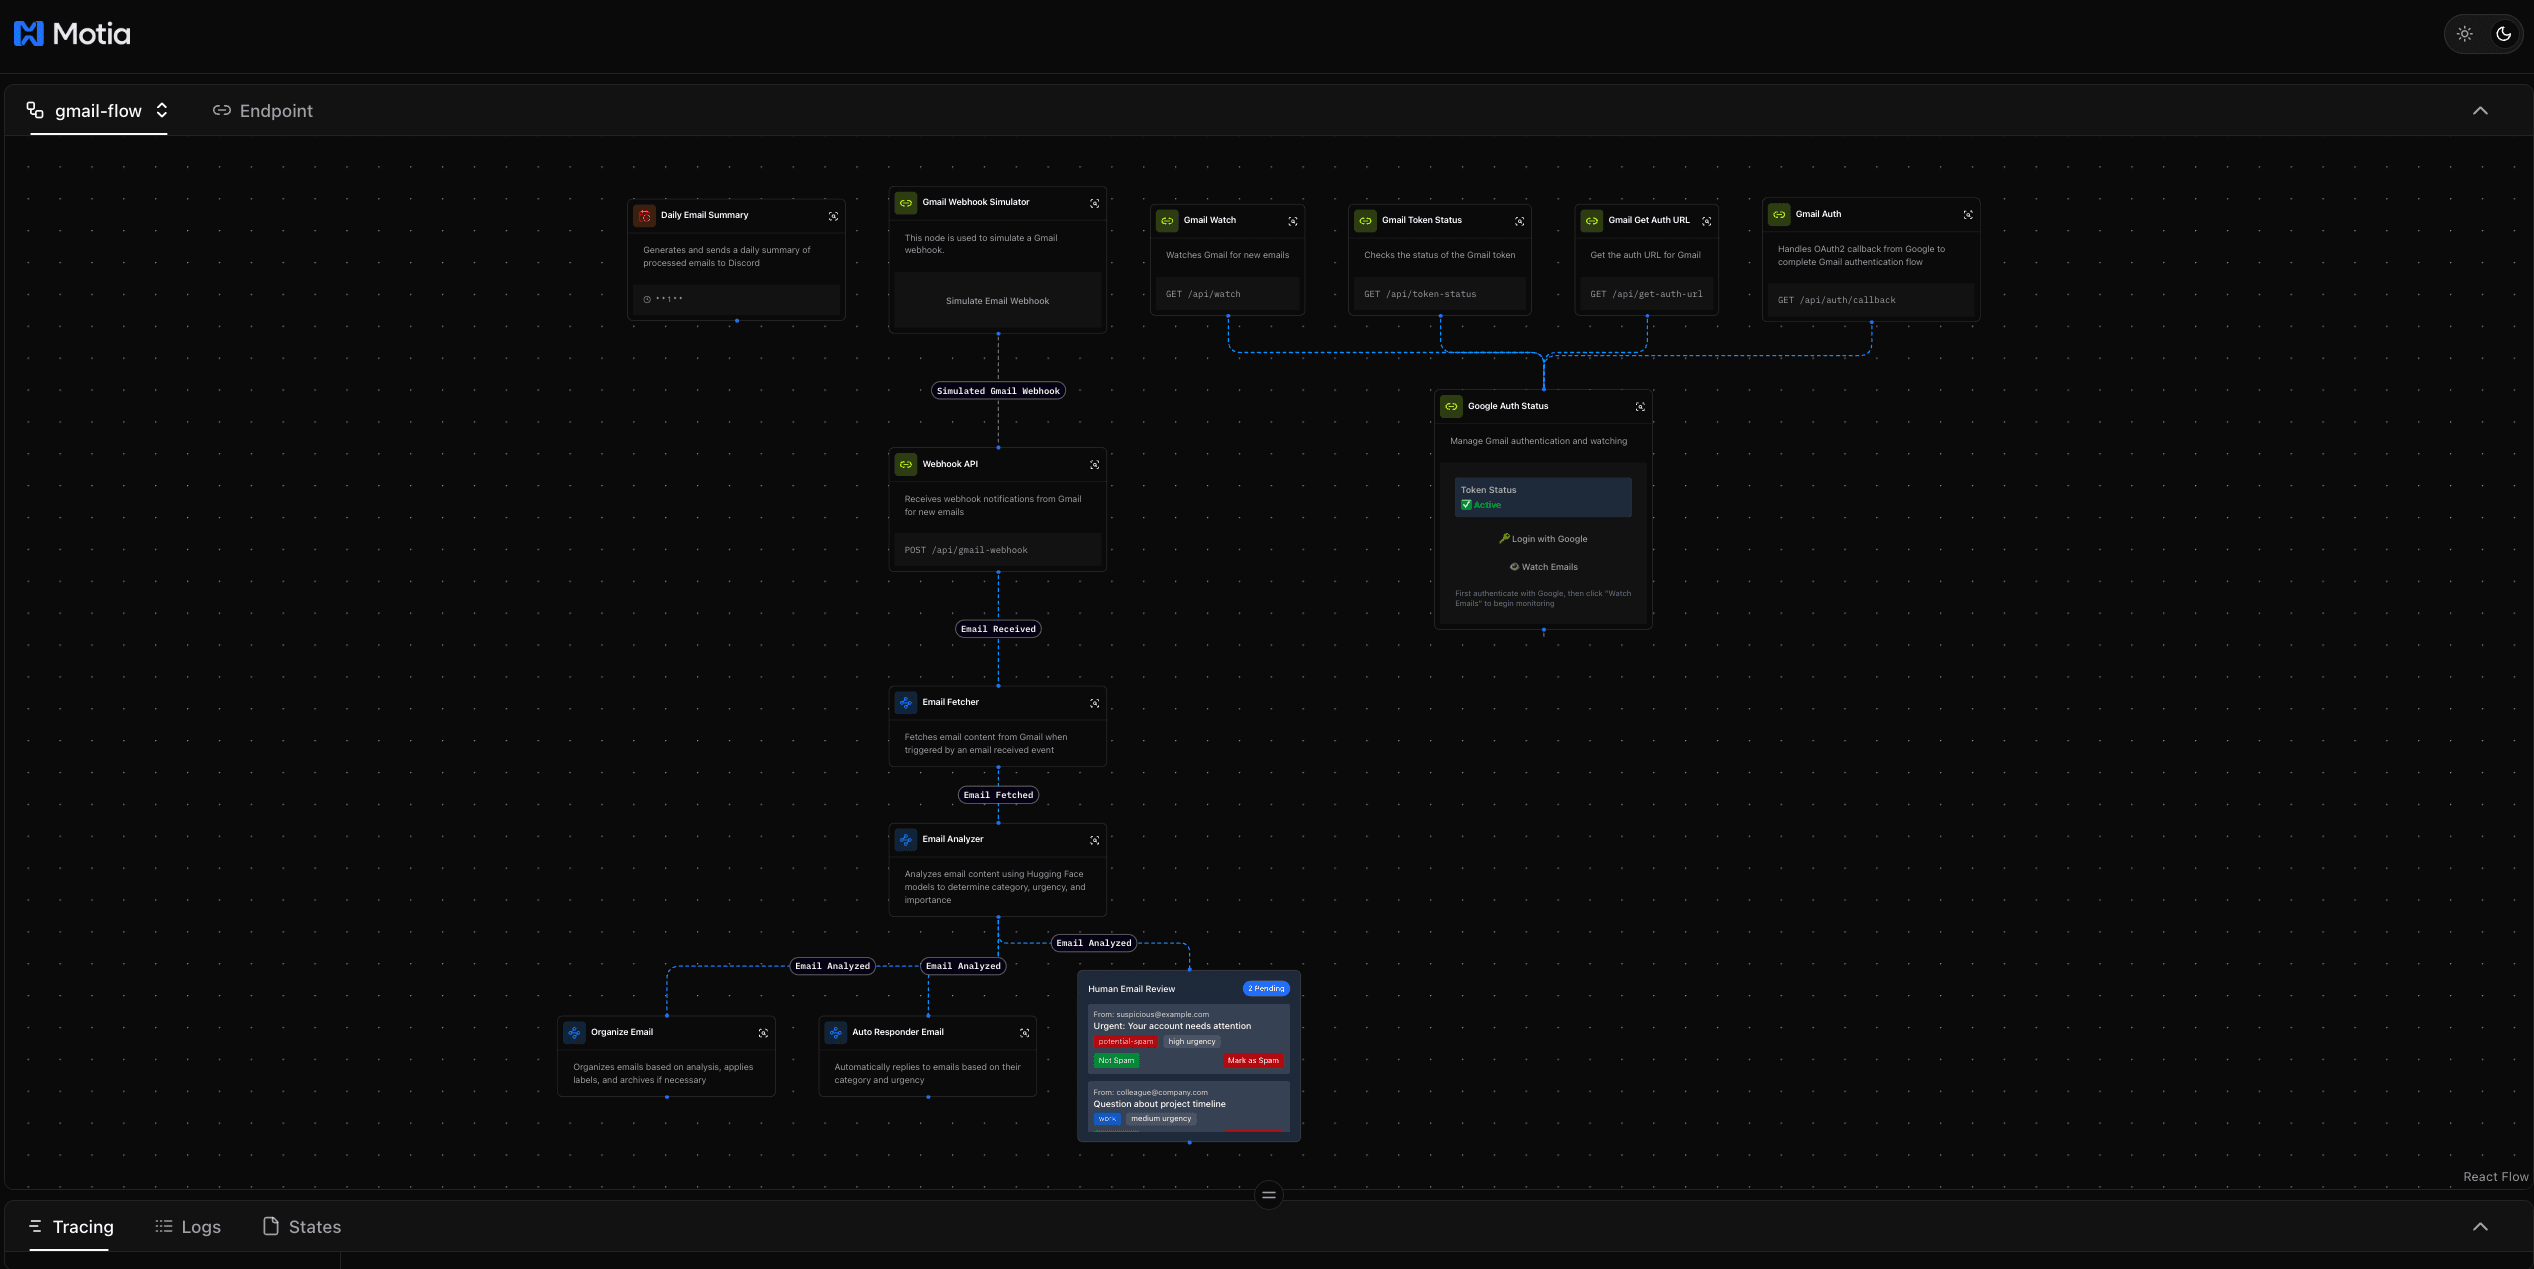 Motia
gmail-flow
Endpoint
Daily Email Summary
Generates and sends a daily summary of
processed emails to Discord
Gmail Webhook Simulator
This node is used to simulate a Gmail
webhook.
Simulate Email Webhook
Gmail Watch
Watches Gmail for new emails
GET /api/watch
Gmail Token Status
Checks the status of the Gmail token
GET /api/token-status
Gmail Get Auth URL
Get the auth URL for Gmail
GET /api/get-auth-url
Gmail Auth
Handles OAuth2 callback from Google to
complete Gmail authentication flow
GET /api/auth/callback
Simulated Gmail Webhook
Webhook API
Receives webhook notifications from Gmail
for new emails
POST /api/gmail-webhook
Google Auth Status
Manage Gmail authentication and watching
Token Status
✅ Active
🔑 Login with Google
👁 Watch Emails
First authenticate with Google, then click "Watch
Emails" to begin monitoring
Email Received
Email Fetcher
Fetches email content from Gmail when
triggered by an email received event
Email Fetched
Email Analyzer
Analyzes email content using Hugging Face
models to determine category, urgency, and
importance
Email Analyzed
Email Analyzed
Email Analyzed
Organize Email
Organizes emails based on analysis, applies
labels, and archives if necessary
Auto Responder Email
Automatically replies to emails based on their
category and urgency
Human Email Review
2 Pending
From: suspicious@example.com
Urgent: Your account needs attention
potential-spam
high urgency
Not Spam
Mark as Spam
From: colleague@company.com
Question about project timeline
work
medium urgency
React Flow
Tracing
Logs
States